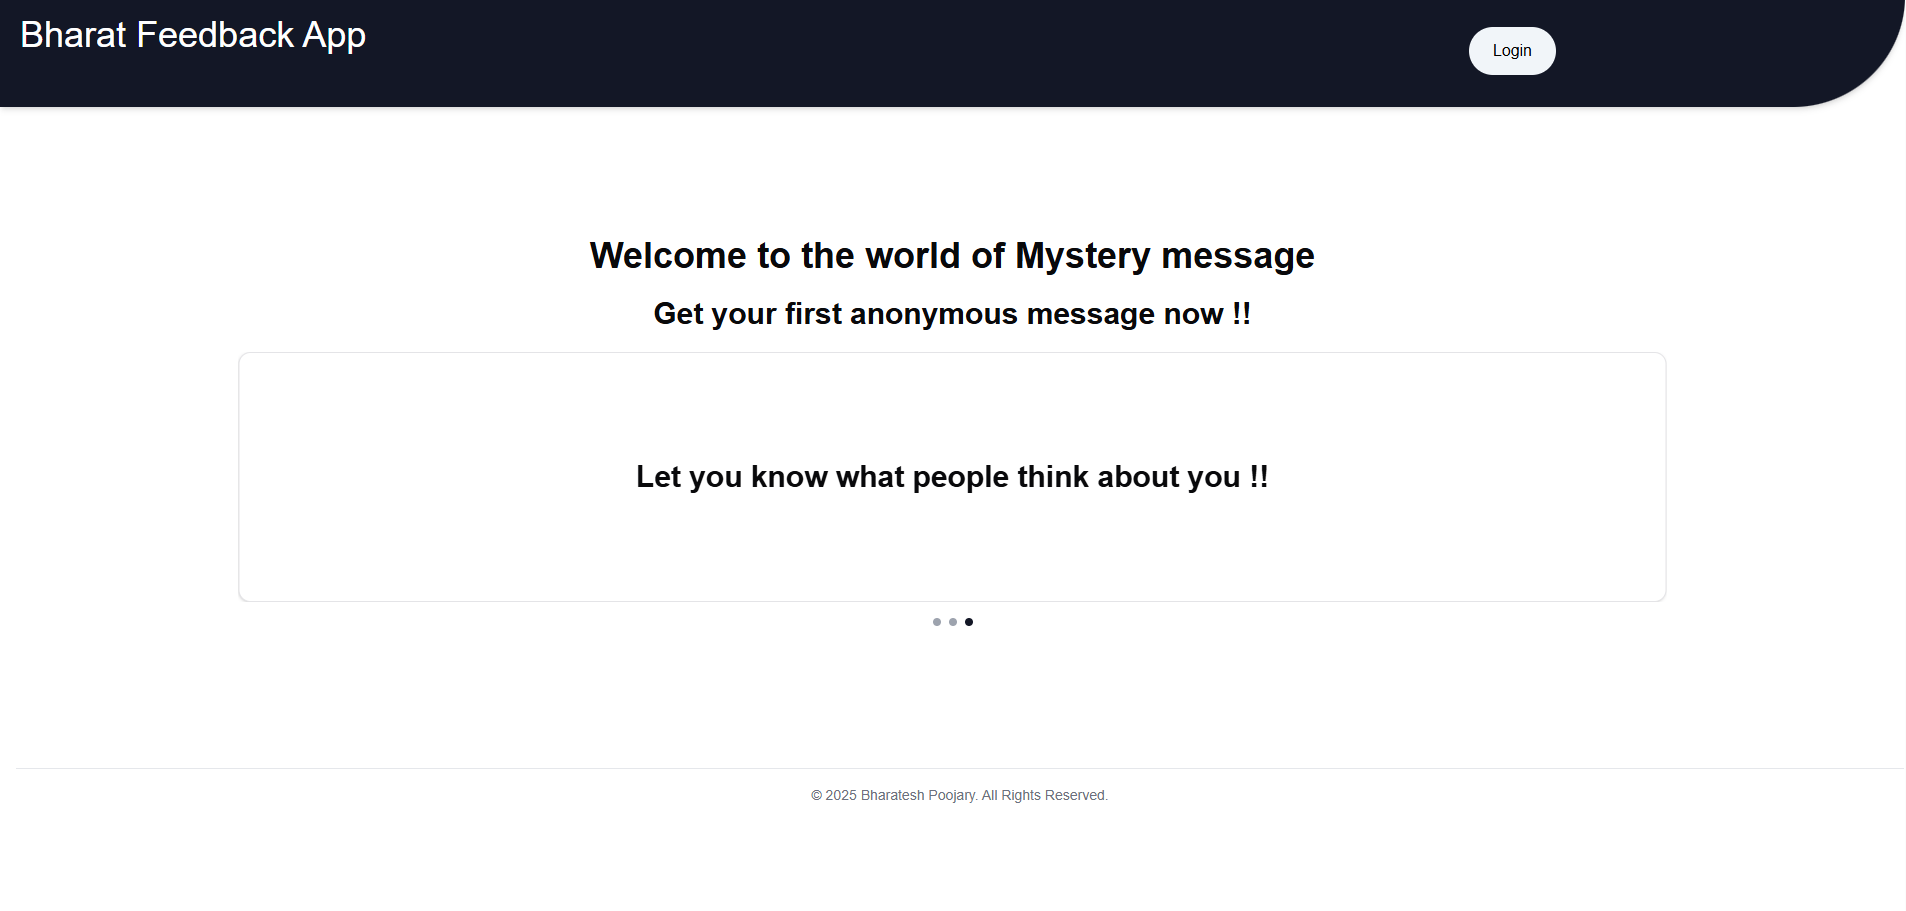 Bharat Feedback App
Login
Welcome to the world of Mystery message
Get your first anonymous message now !!
Let you know what people think about you !!
© 2025 Bharatesh Poojary. All Rights Reserved.